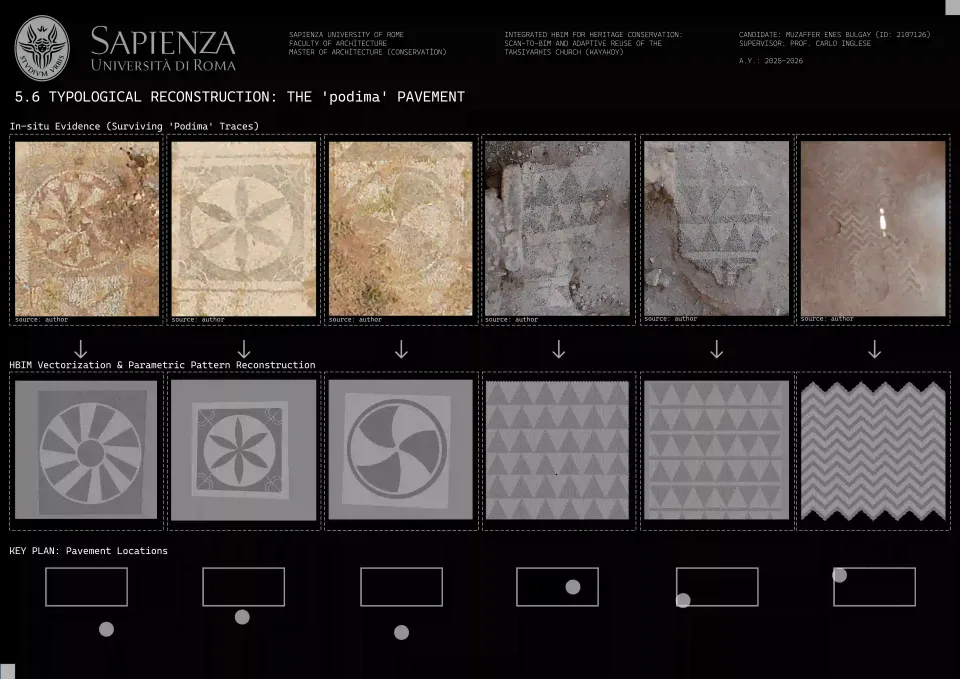 SAPIENZA
UNIVERSITÀ DI ROMA
STVDIVM VRBIS
SAPIENZA UNIVERSITY OF ROME
FACULTY OF ARCHITECTURE
MASTER OF ARCHITECTURE (CONSERVATION)
INTEGRATED HBIM FOR HERITAGE CONSERVATION:
SCAN-TO-BIM AND ADAPTIVE REUSE OF THE
TAKSIYARHIS CHURCH (KAYAKOY)
CANDIDATE: MUZAFFER ENES BULGAY (ID: 2107126)
SUPERVISOR: PROF. CARLO INGLESE
A.Y.: 2025-2026
5.6 TYPOLOGICAL RECONSTRUCTION: THE 'podima' PAVEMENT
In-situ Evidence (Surviving 'Podima' Traces)
source: author
source: author
source: author
source: author
source: author
source: author
HBIM Vectorization & Parametric Pattern Reconstruction
KEY PLAN: Pavement Locations